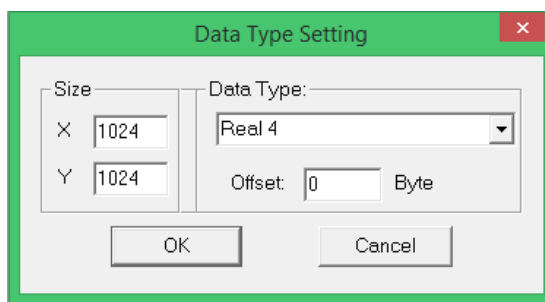 Data Type Setting
Size
X 1024
Y 1024
Data Type:
Real 4
Offset: 0 Byte
OK Cancel